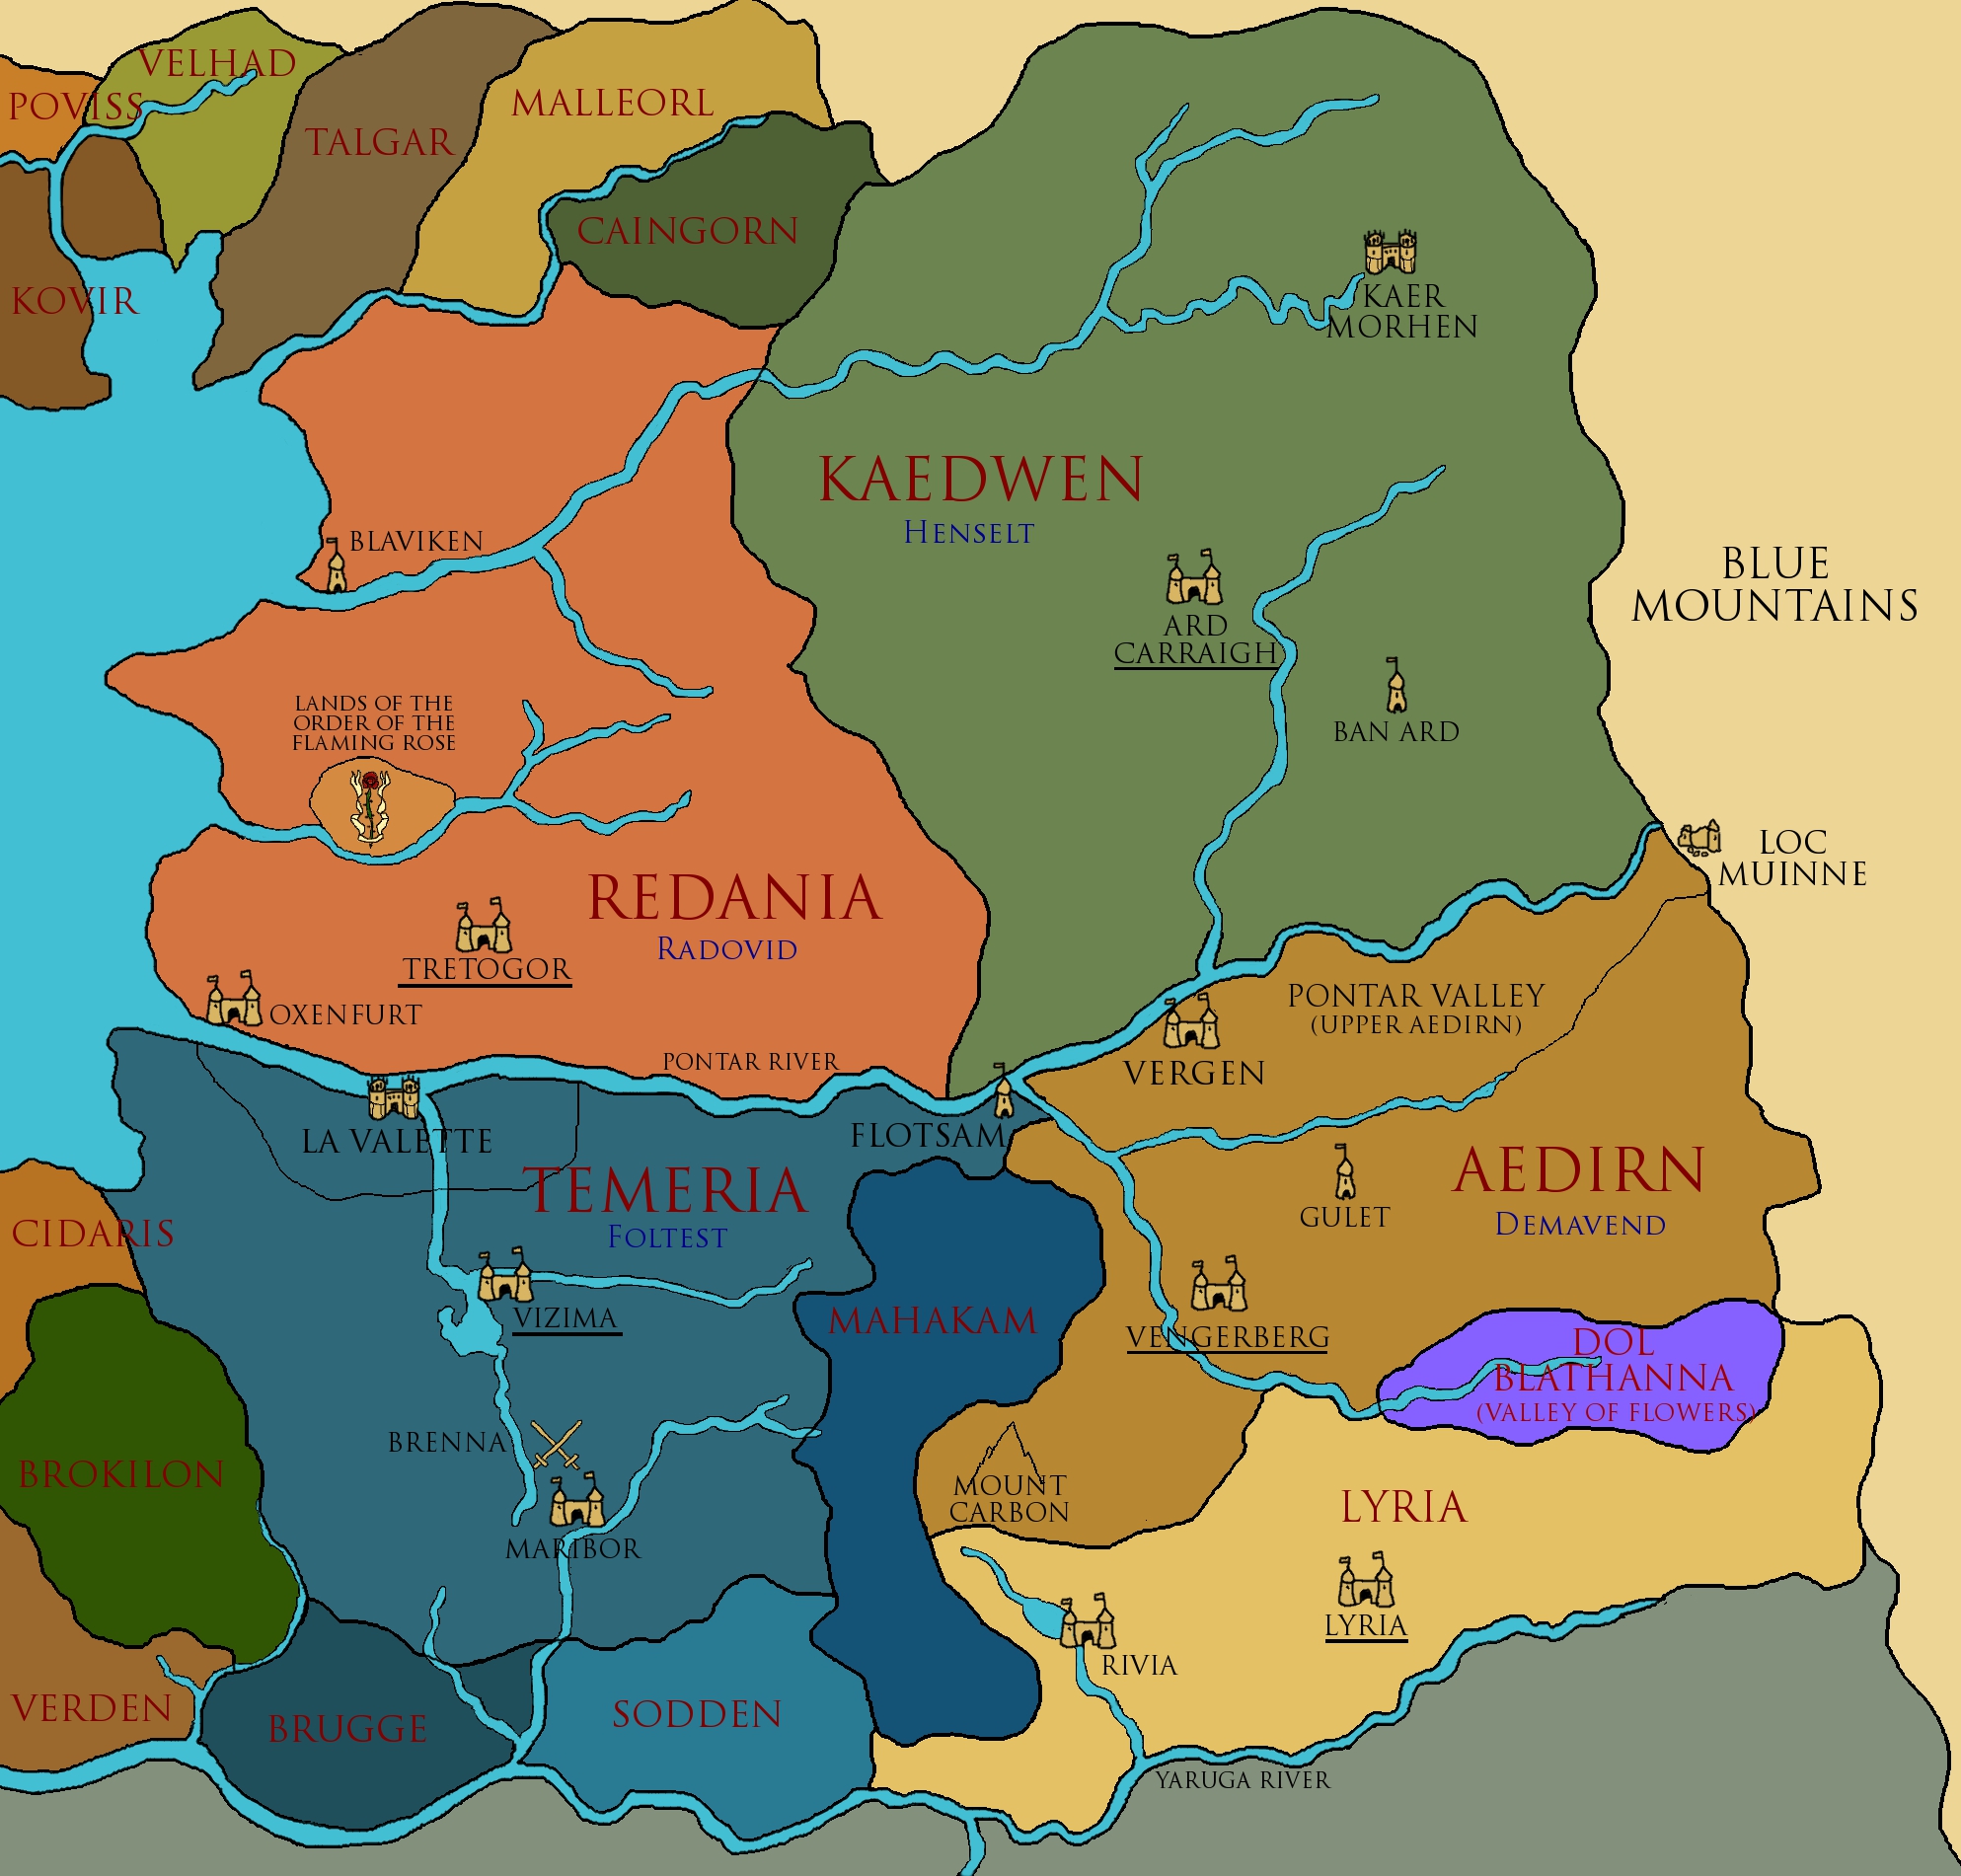 VELHAD
POVISS
TALGAR
MALLEORL
CAINGORN
KOVIR
KAER
MORHEN
KAEDWEN
HENSELT
BLAVIKEN
BLUE
MOUNTAINS
ARD
CARRAIGH
BAN ARD
LANDS OF THE
ORDER OF THE
FLAMING ROSE
LOC
MUINNE
REDANIA
RADOVID
TRETOGOR
OXENFURT
PONTAR VALLEY
(UPPER AEDIRN)
PONTAR RIVER
VERGEN
LA VALETTE
FLOTSAM
TEMERIA
FOLTEST
AEDIRN
DEMAVEND
GULET
CIDARIS
VIZIMA
MAHAKAM
VENGERBERG
DOL
BLATHANNA
(VALLEY OF FLOWERS)
BRENNA
BROKILON
MOUNT
CARBON
LYRIA
MARIBOR
LYRIA
RIVIA
VERDEN
BRUGGE
SODDEN
YARUGA RIVER